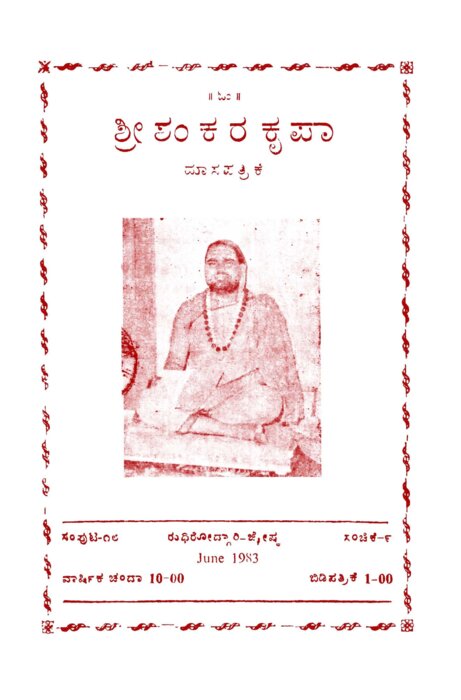 ॥ ಓಂ ॥
ಶ್ರೀ ಶಂಕರ ಕೃಪಾ
ಮಾಸಪತ್ರಿಕೆ
ಸಂಪುಟ-೧೮ ರುಧಿರೋದ್ಗಾರಿ-ಜ್ಯೇಷ್ಠ ಸಂಚಿಕೆ-೯
June 1983
ವಾರ್ಷಿಕ ಚಂದಾ 10-00 ಬಿಡಿಪತ್ರಿಕೆ 1-00